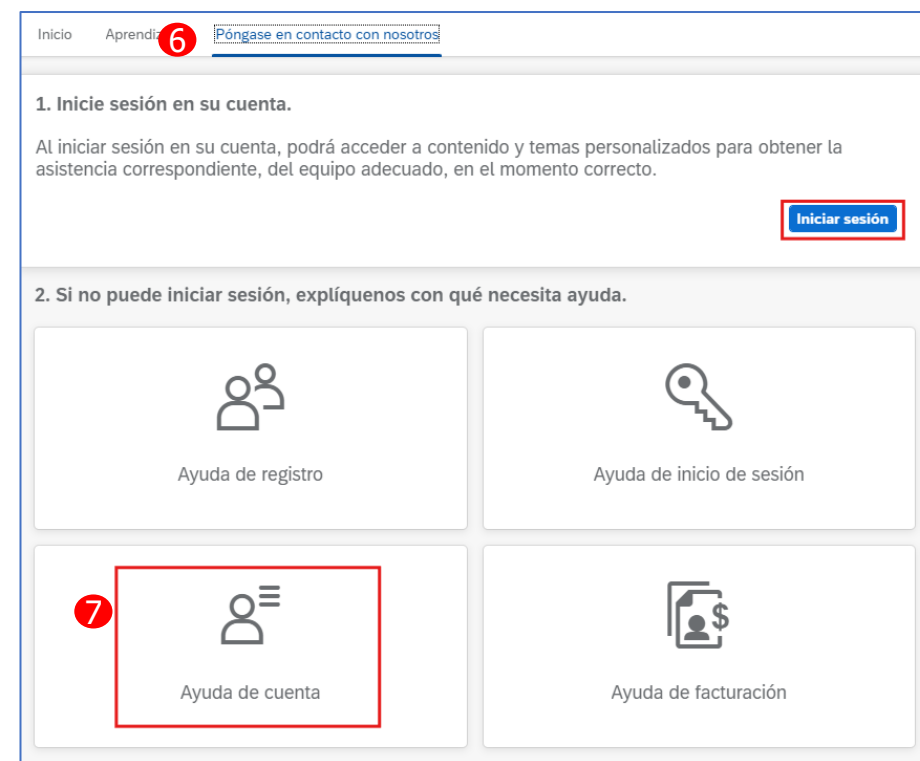 Inicio Aprendiz 6 Póngase en contacto con nosotros
1. Inicie sesión en su cuenta.
Al iniciar sesión en su cuenta, podrá acceder a contenido y temas personalizados para obtener la
asistencia correspondiente, del equipo adecuado, en el momento correcto.
Iniciar sesión
2. Si no puede iniciar sesión, explíquenos con qué necesita ayuda.
Ayuda de registro
Ayuda de inicio de sesión
7
$
Ayuda de cuenta
Ayuda de facturación